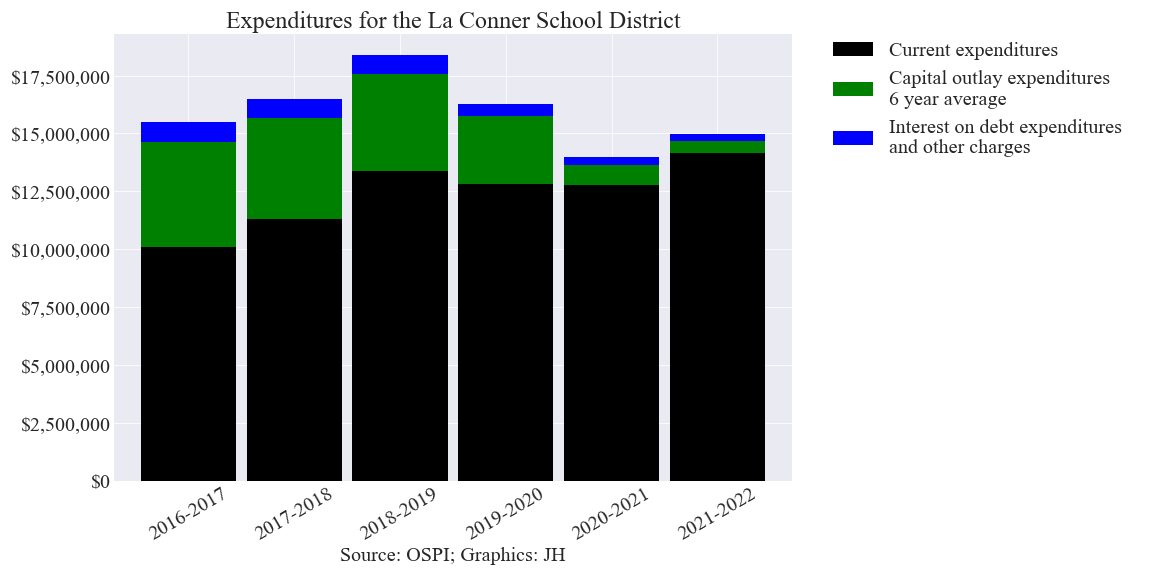 Expenditures for the La Conner School District
$17,500,000
$15,000,000
$12,500,000
$10,000,000
$7,500,000
$5,000,000
$2,500,000
$0
2016-2017
2017-2018
2018-2019
2019-2020
2020-2021
2021-2022
Source: OSPI; Graphics: JH
Current expenditures
Capital outlay expenditures
6 year average
Interest on debt expenditures
and other charges